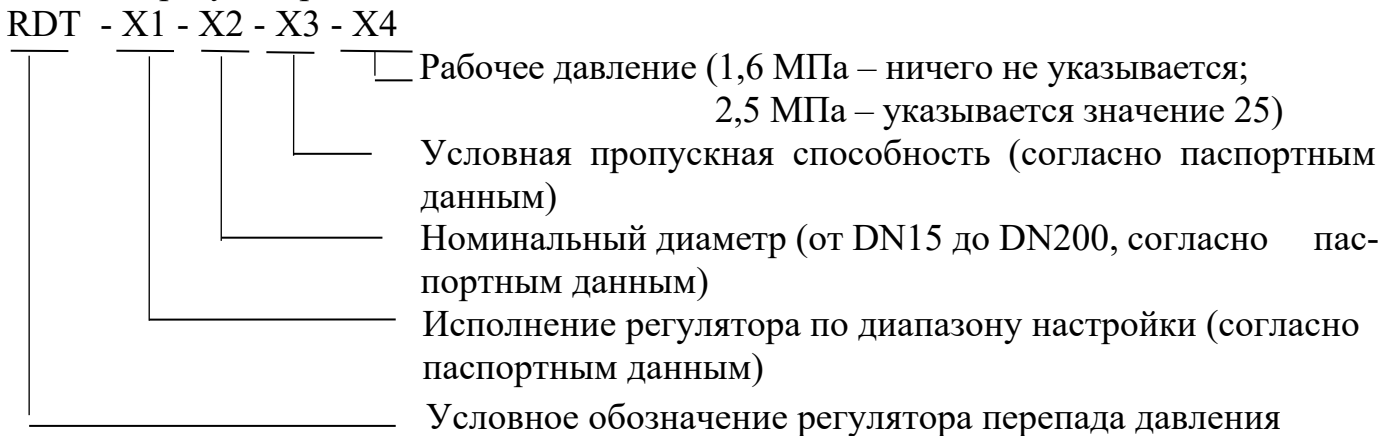 RDT - X1 - X2 - X3 - X4
Рабочее давление (1,6 МПа – ничего не указывается;
2,5 МПа – указывается значение 25)
Условная пропускная способность (согласно паспортным
данным)
Номинальный диаметр (от DN15 до DN200, согласно пас-
портным данным)
Исполнение регулятора по диапазону настройки (согласно
паспортным данным)
Условное обозначение регулятора перепада давления